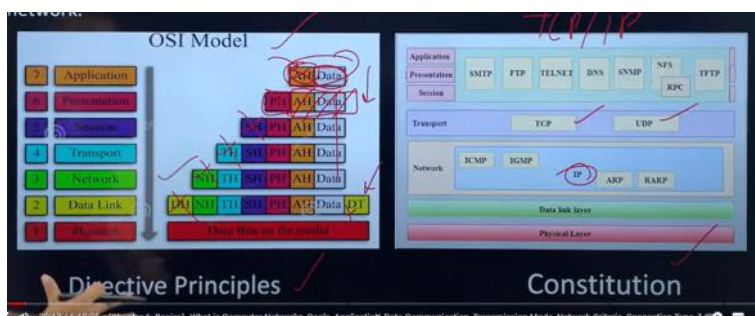 network.
TCP/IP
OSI Model
7 Application AH Data
6 Presentation PH AH Data
5 Session SH PH AH Data
4 Transport TH SH PH AH Data
3 Network NH TH SH PH AH Data
2 Data Link DH NH TH SH PH AH Data DT
1 Physical Data Bits on the media
Directive Principles
Application
Presentation
Session
SMTP FTP TELNET DNS SNMP NFS RPC TFTP
Transport TCP UDP
Network ICMP IGMP IP ARP RARP
Data link layer
Physical Layer
Constitution